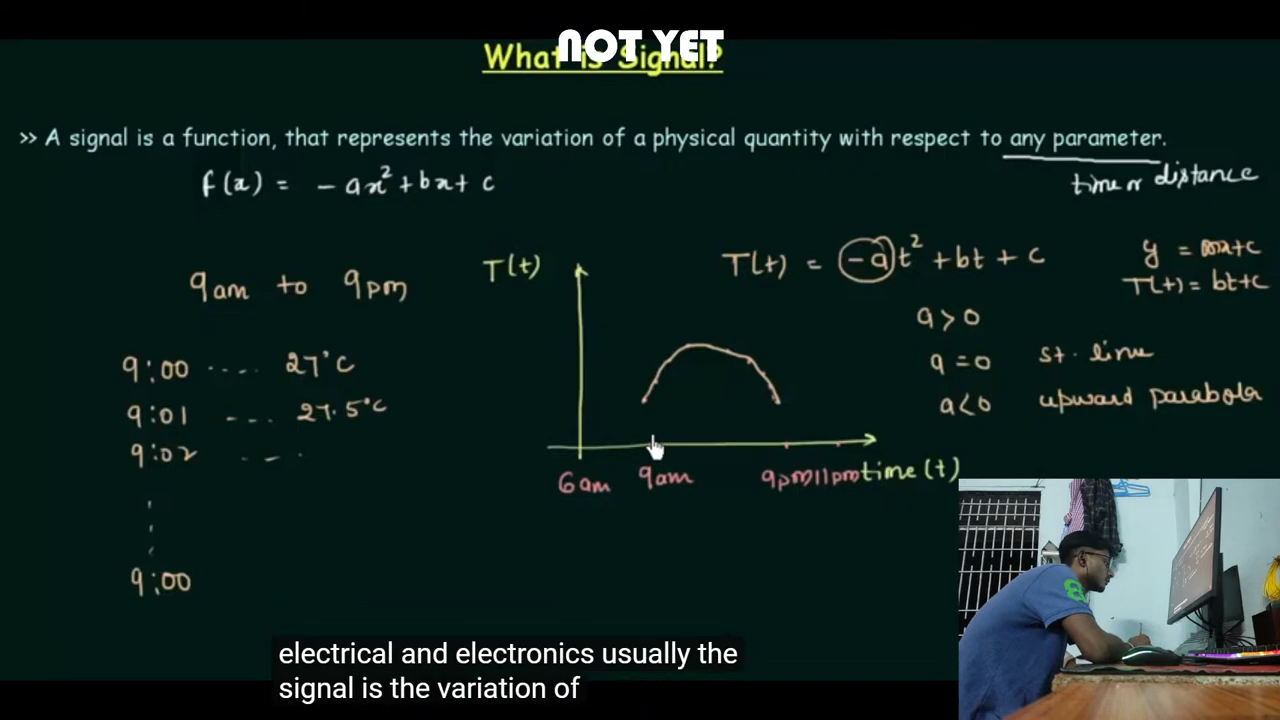 NOT YET
What is Signal?
>> A signal is a function, that represents the variation of a physical quantity with respect to any parameter.
time or distance
f(x) = -ax²+bx+c
9am to 9pm
9:00 .... 27°C
9:01 --- 27.5°C
9:02 --.
9:00
T(t)
6am 9am 9pm 11pm time (t)
T(t) = -at² + bt + c
y = mx+c
T(t) = bt+c
a > 0
a = 0 st. line
a < 0 upward parabola
electrical and electronics usually the
signal is the variation of